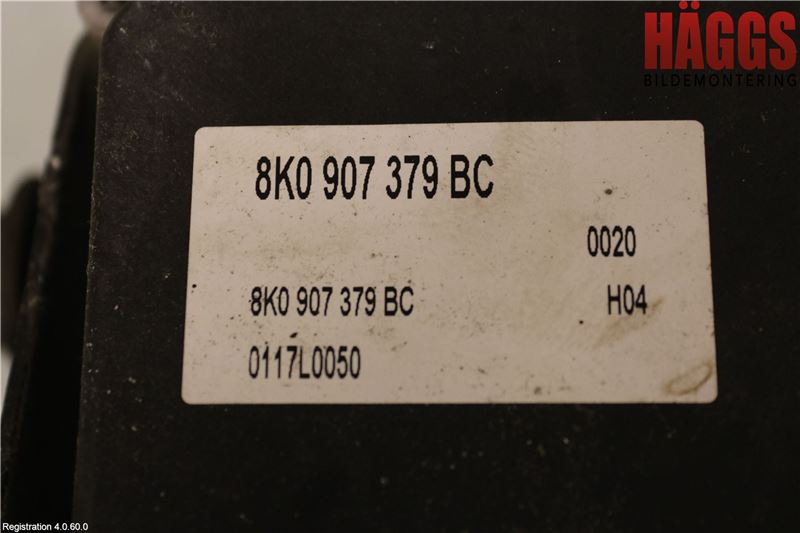 HÄGGS
BILDEMONTERING
8K0 907 379 BC
0020
8K0 907 379 BC H04
0117L0050
Registration 4.0.60.0